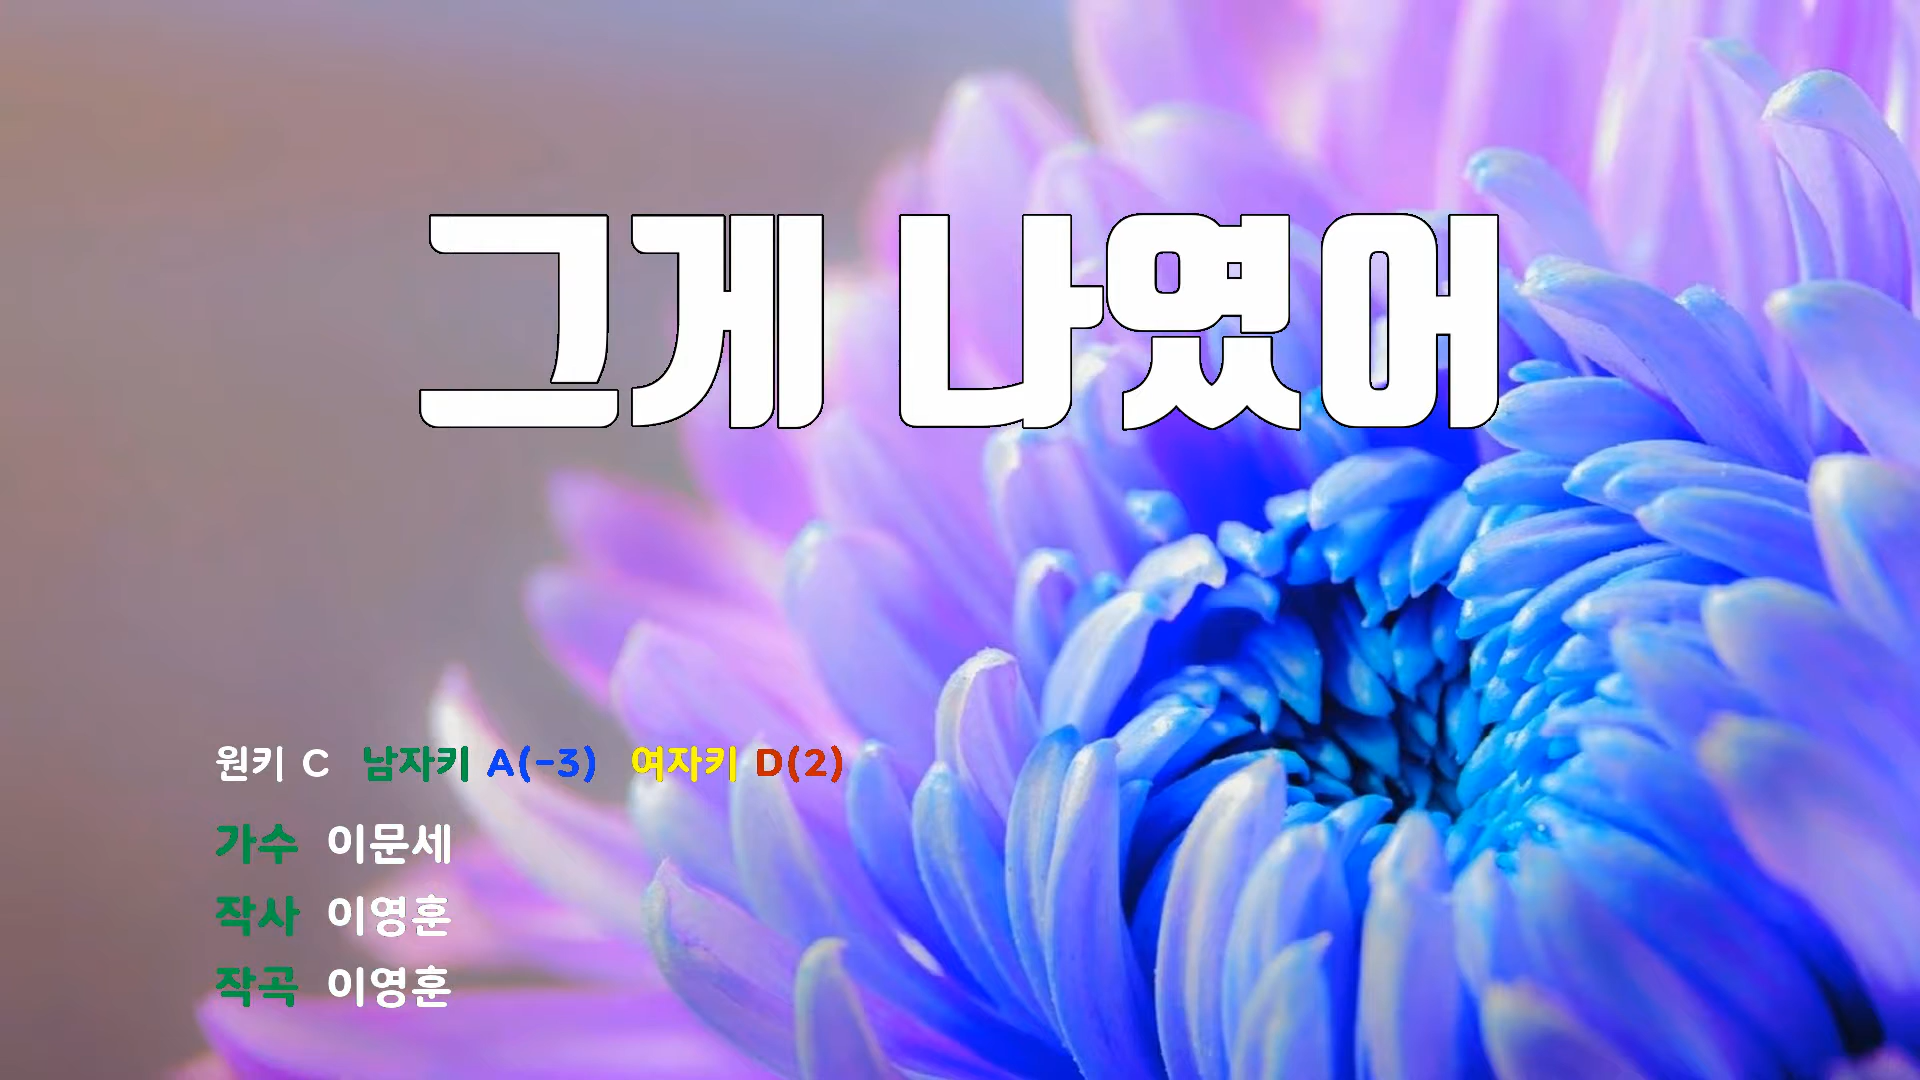 그게 나였어
원키 C 남자키 A(-3) 여자키 D(2)
가수 이문세
작사 이영훈
작곡 이영훈